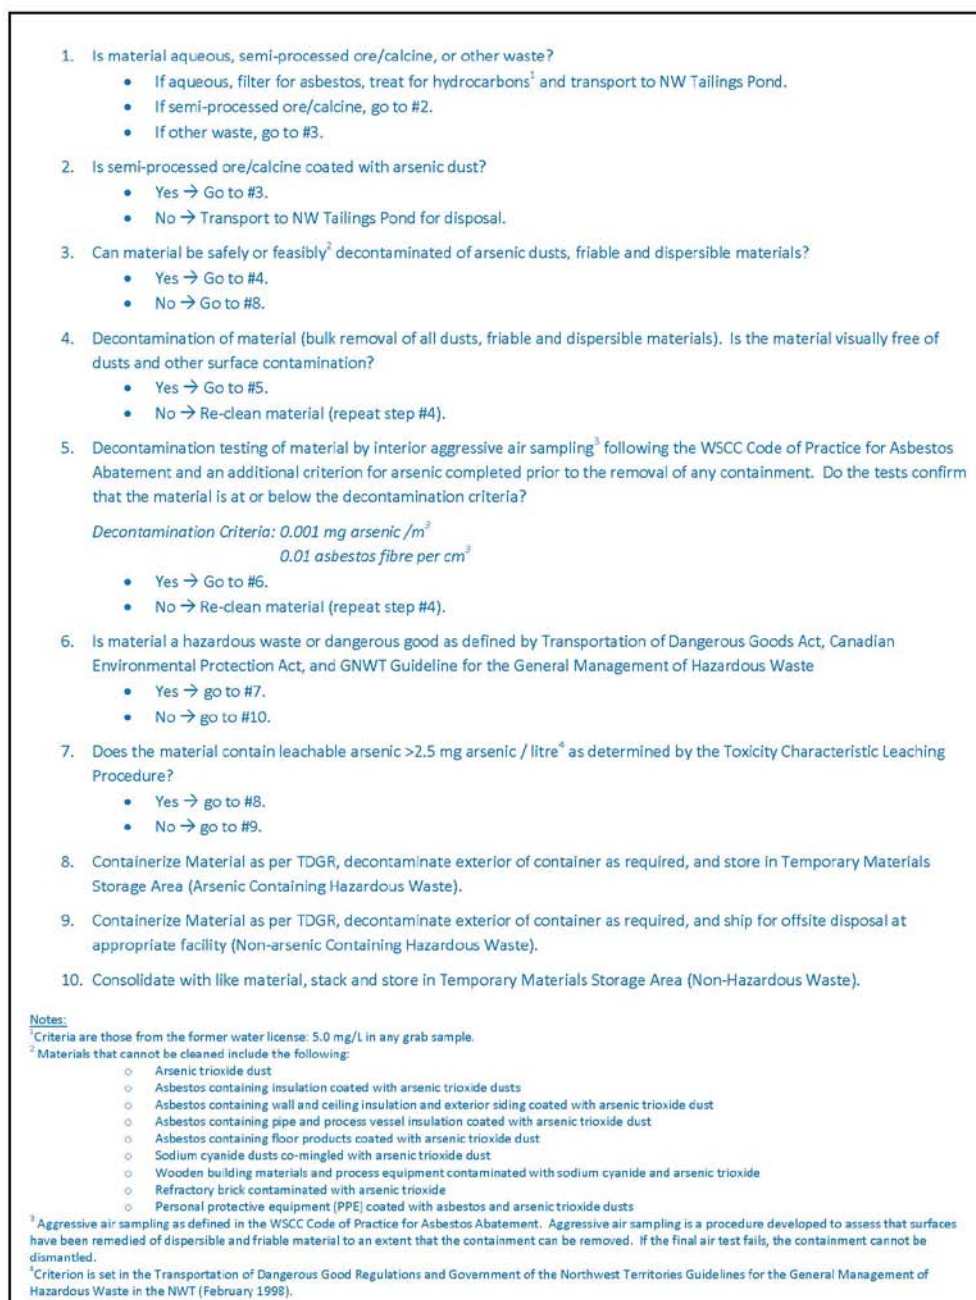 1. Is material aqueous, semi-processed ore/calcine, or other waste?
• If aqueous, filter for asbestos, treat for hydrocarbons¹ and transport to NW Tailings Pond.
• If semi-processed ore/calcine, go to #2.
• If other waste, go to #3.
2. Is semi-processed ore/calcine coated with arsenic dust?
• Yes → Go to #3.
• No → Transport to NW Tailings Pond for disposal.
3. Can material be safely or feasibly² decontaminated of arsenic dusts, friable and dispersible materials?
• Yes → Go to #4.
• No → Go to #8.
4. Decontamination of material (bulk removal of all dusts, friable and dispersible materials). Is the material visually free of
dusts and other surface contamination?
• Yes → Go to #5.
• No → Re-clean material (repeat step #4).
5. Decontamination testing of material by interior aggressive air sampling³ following the WSCC Code of Practice for Asbestos
Abatement and an additional criterion for arsenic completed prior to the removal of any containment. Do the tests confirm
that the material is at or below the decontamination criteria?
Decontamination Criteria: 0.001 mg arsenic /m³
0.01 asbestos fibre per cm³
• Yes → Go to #6.
• No → Re-clean material (repeat step #4).
6. Is material a hazardous waste or dangerous good as defined by Transportation of Dangerous Goods Act, Canadian
Environmental Protection Act, and GNWT Guideline for the General Management of Hazardous Waste
• Yes → go to #7.
• No → go to #10.
7. Does the material contain leachable arsenic >2.5 mg arsenic / litre⁴ as determined by the Toxicity Characteristic Leaching
Procedure?
• Yes → go to #8.
• No → go to #9.
8. Containerize Material as per TDGR, decontaminate exterior of container as required, and store in Temporary Materials
Storage Area (Arsenic Containing Hazardous Waste).
9. Containerize Material as per TDGR, decontaminate exterior of container as required, and ship for offsite disposal at
appropriate facility (Non-arsenic Containing Hazardous Waste).
10. Consolidate with like material, stack and store in Temporary Materials Storage Area (Non-Hazardous Waste).
Notes:
¹Criteria are those from the former water license: 5.0 mg/L in any grab sample.
² Materials that cannot be cleaned include the following:
○ Arsenic trioxide dust
○ Asbestos containing insulation coated with arsenic trioxide dusts
○ Asbestos containing wall and ceiling insulation and exterior siding coated with arsenic trioxide dust
○ Asbestos containing pipe and process vessel insulation coated with arsenic trioxide dust
○ Asbestos containing floor products coated with arsenic trioxide dust
○ Sodium cyanide dusts co-mingled with arsenic trioxide dust
○ Wooden building materials and process equipment contaminated with sodium cyanide and arsenic trioxide
○ Refractory brick contaminated with arsenic trioxide
○ Personal protective equipment (PPE) coated with asbestos and arsenic trioxide dusts
³ Aggressive air sampling as defined in the WSCC Code of Practice for Asbestos Abatement. Aggressive air sampling is a procedure developed to assess that surfaces
have been remedied of dispersible and friable material to an extent that the containment can be removed. If the final air test fails, the containment cannot be
dismantled.
⁴Criterion is set in the Transportation of Dangerous Good Regulations and Government of the Northwest Territories Guidelines for the General Management of
Hazardous Waste in the NWT (February 1998).